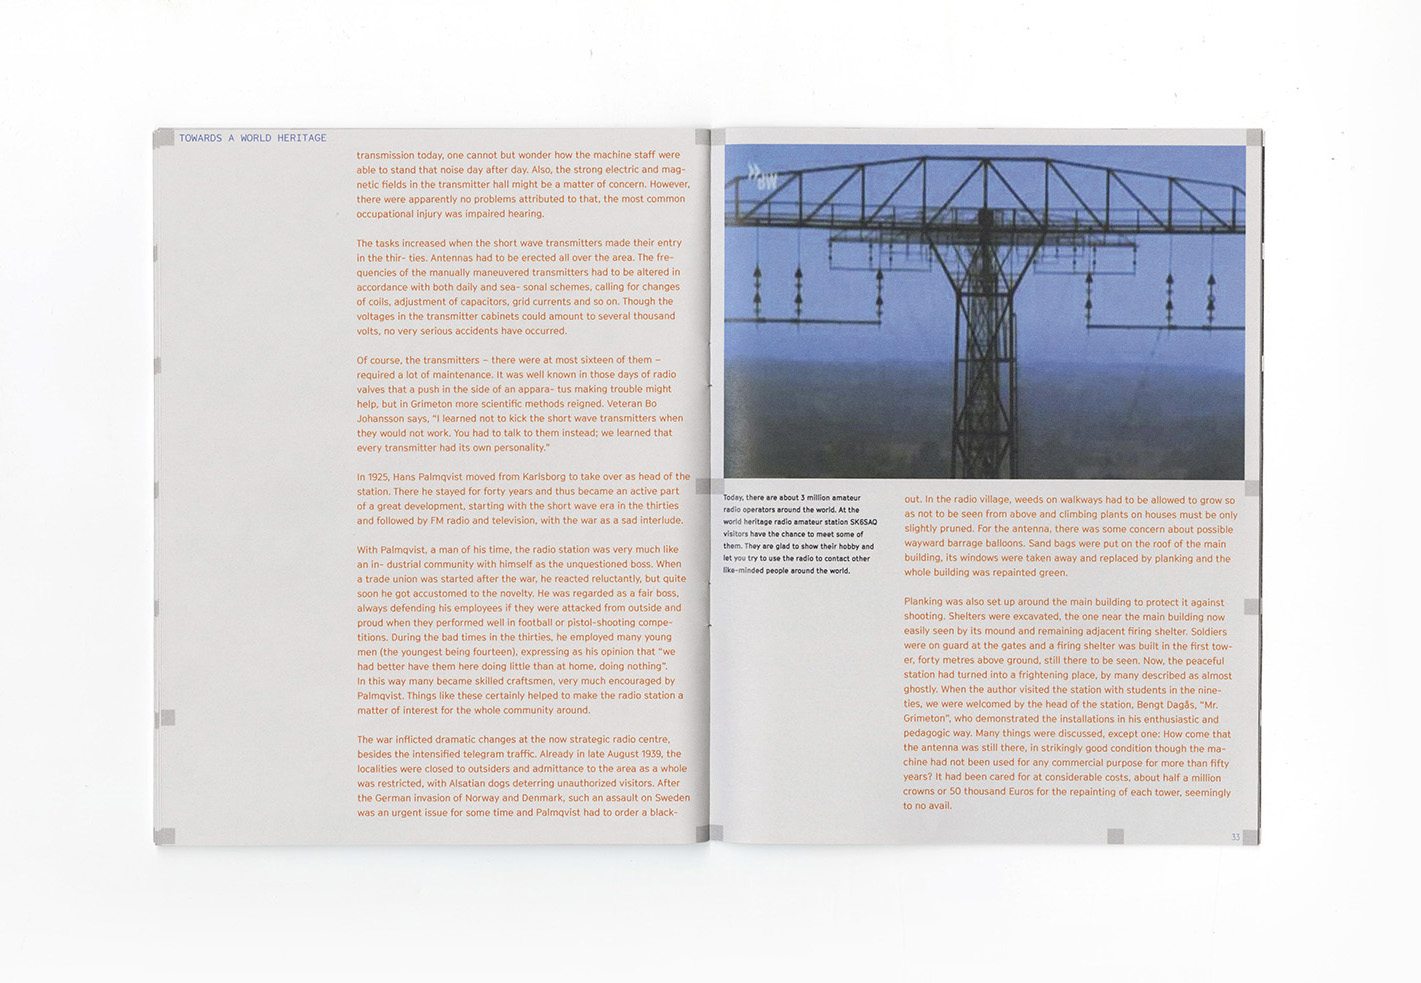 TOWARDS A WORLD HERITAGE
transmission today, one cannot but wonder how the machine staff were
able to stand that noise day after day. Also, the strong electric and mag-
netic fields in the transmitter hall might be a matter of concern. However,
there were apparently no problems attributed to that, the most common
occupational injury was impaired hearing.
The tasks increased when the short wave transmitters made their entry
in the thir- ties. Antennas had to be erected all over the area. The fre-
quencies of the manually maneuvered transmitters had to be altered in
accordance with both daily and sea- sonal schemes, calling for changes
of coils, adjustment of capacitors, grid currents and so on. Though the
voltages in the transmitter cabinets could amount to several thousand
volts, no very serious accidents have occurred.
Of course, the transmitters – there were at most sixteen of them –
required a lot of maintenance. It was well known in those days of radio
valves that a push in the side of an appara- tus making trouble might
help, but in Grimeton more scientific methods reigned. Veteran Bo
Johansson says, “I learned not to kick the short wave transmitters when
they would not work. You had to talk to them instead; we learned that
every transmitter had its own personality.”
In 1925, Hans Palmqvist moved from Karlsborg to take over as head of the
station. There he stayed for forty years and thus became an active part
of a great development, starting with the short wave era in the thirties
and followed by FM radio and television, with the war as a sad interlude.
With Palmqvist, a man of his time, the radio station was very much like
an in- dustrial community with himself as the unquestioned boss. When
a trade union was started after the war, he reacted reluctantly, but quite
soon he got accustomed to the novelty. He was regarded as a fair boss,
always defending his employees if they were attacked from outside and
proud when they performed well in football or pistol-shooting compe-
titions. During the bad times in the thirties, he employed many young
men (the youngest being fourteen), expressing as his opinion that “we
had better have them here doing little than at home, doing nothing”.
In this way many became skilled craftsmen, very much encouraged by
Palmqvist. Things like these certainly helped to make the radio station a
matter of interest for the whole community around.
The war inflicted dramatic changes at the now strategic radio centre,
besides the intensified telegram traffic. Already in late August 1939, the
localities were closed to outsiders and admittance to the area as a whole
was restricted, with Alsatian dogs deterring unauthorized visitors. After
the German invasion of Norway and Denmark, such an assault on Sweden
was an urgent issue for some time and Palmqvist had to order a black-
BW
Today, there are about 3 million amateur
radio operators around the world. At the
world heritage radio amateur station SK6SAQ
visitors have the chance to meet some of
them. They are glad to show their hobby and
let you try to use the radio to contact other
like-minded people around the world.
out. In the radio village, weeds on walkways had to be allowed to grow so
as not to be seen from above and climbing plants on houses must be only
slightly pruned. For the antenna, there was some concern about possible
wayward barrage balloons. Sand bags were put on the roof of the main
building, its windows were taken away and replaced by planking and the
whole building was repainted green.
Planking was also set up around the main building to protect it against
shooting. Shelters were excavated, the one near the main building now
easily seen by its mound and remaining adjacent firing shelter. Soldiers
were on guard at the gates and a firing shelter was built in the first tow-
er, forty metres above ground, still there to be seen. Now, the peaceful
station had turned into a frightening place, by many described as almost
ghostly. When the author visited the station with students in the nine-
ties, we were welcomed by the head of the station, Bengt Dagås, “Mr.
Grimeton”, who demonstrated the installations in his enthusiastic and
pedagogic way. Many things were discussed, except one: How come that
the antenna was still there, in strikingly good condition though the ma-
chine had not been used for any commercial purpose for more than fifty
years? It had been cared for at considerable costs, about half a million
crowns or 50 thousand Euros for the repainting of each tower, seemingly
to no avail.
33